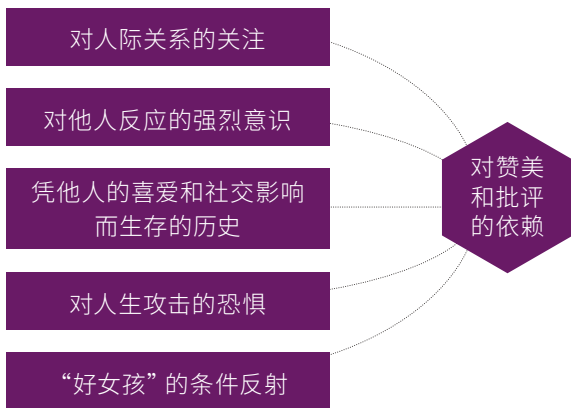 对人际关系的关注
对他人反应的强烈意识
凭他人的喜爱和社交影响
而生存的历史
对人生攻击的恐惧
“好女孩”的条件反射
对赞美
和批评
的依赖